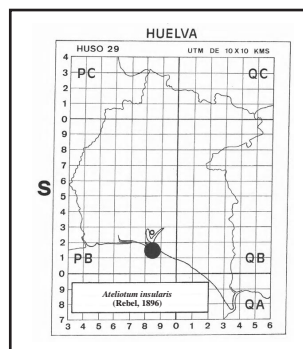 HUELVA
HUSO 29 UTM DE 10 X 10 KMS
PC QC
4
3
2
1
0
9
8
7
6
5
S
4
3
2
PB QB
1
0
9
QA
8
7
Ateliotum insularis
(Rebel, 1896)
3 4 5 6 7 8 9 0 1 2 3 4 5 6